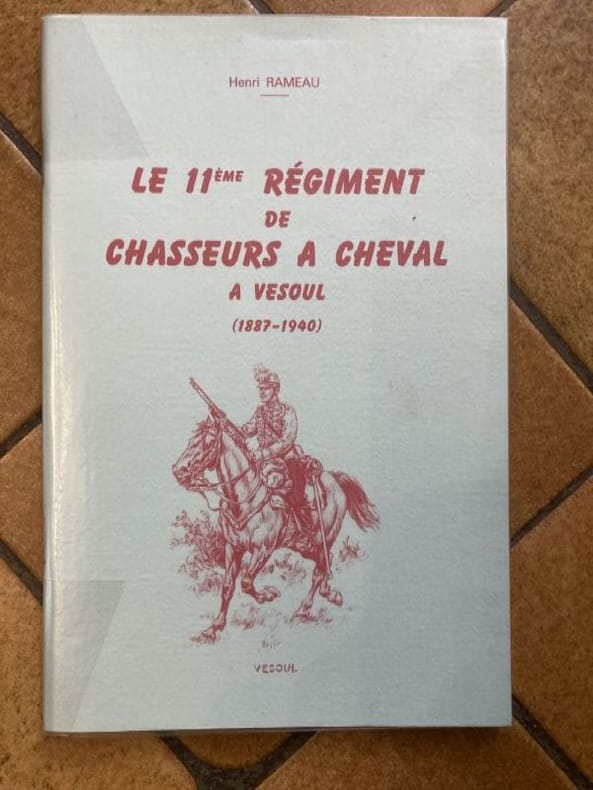 Henri RAMEAU
LE 11ÈME RÉGIMENT
DE
CHASSEURS A CHEVAL
A VESOUL
(1887-1940)
VESOUL